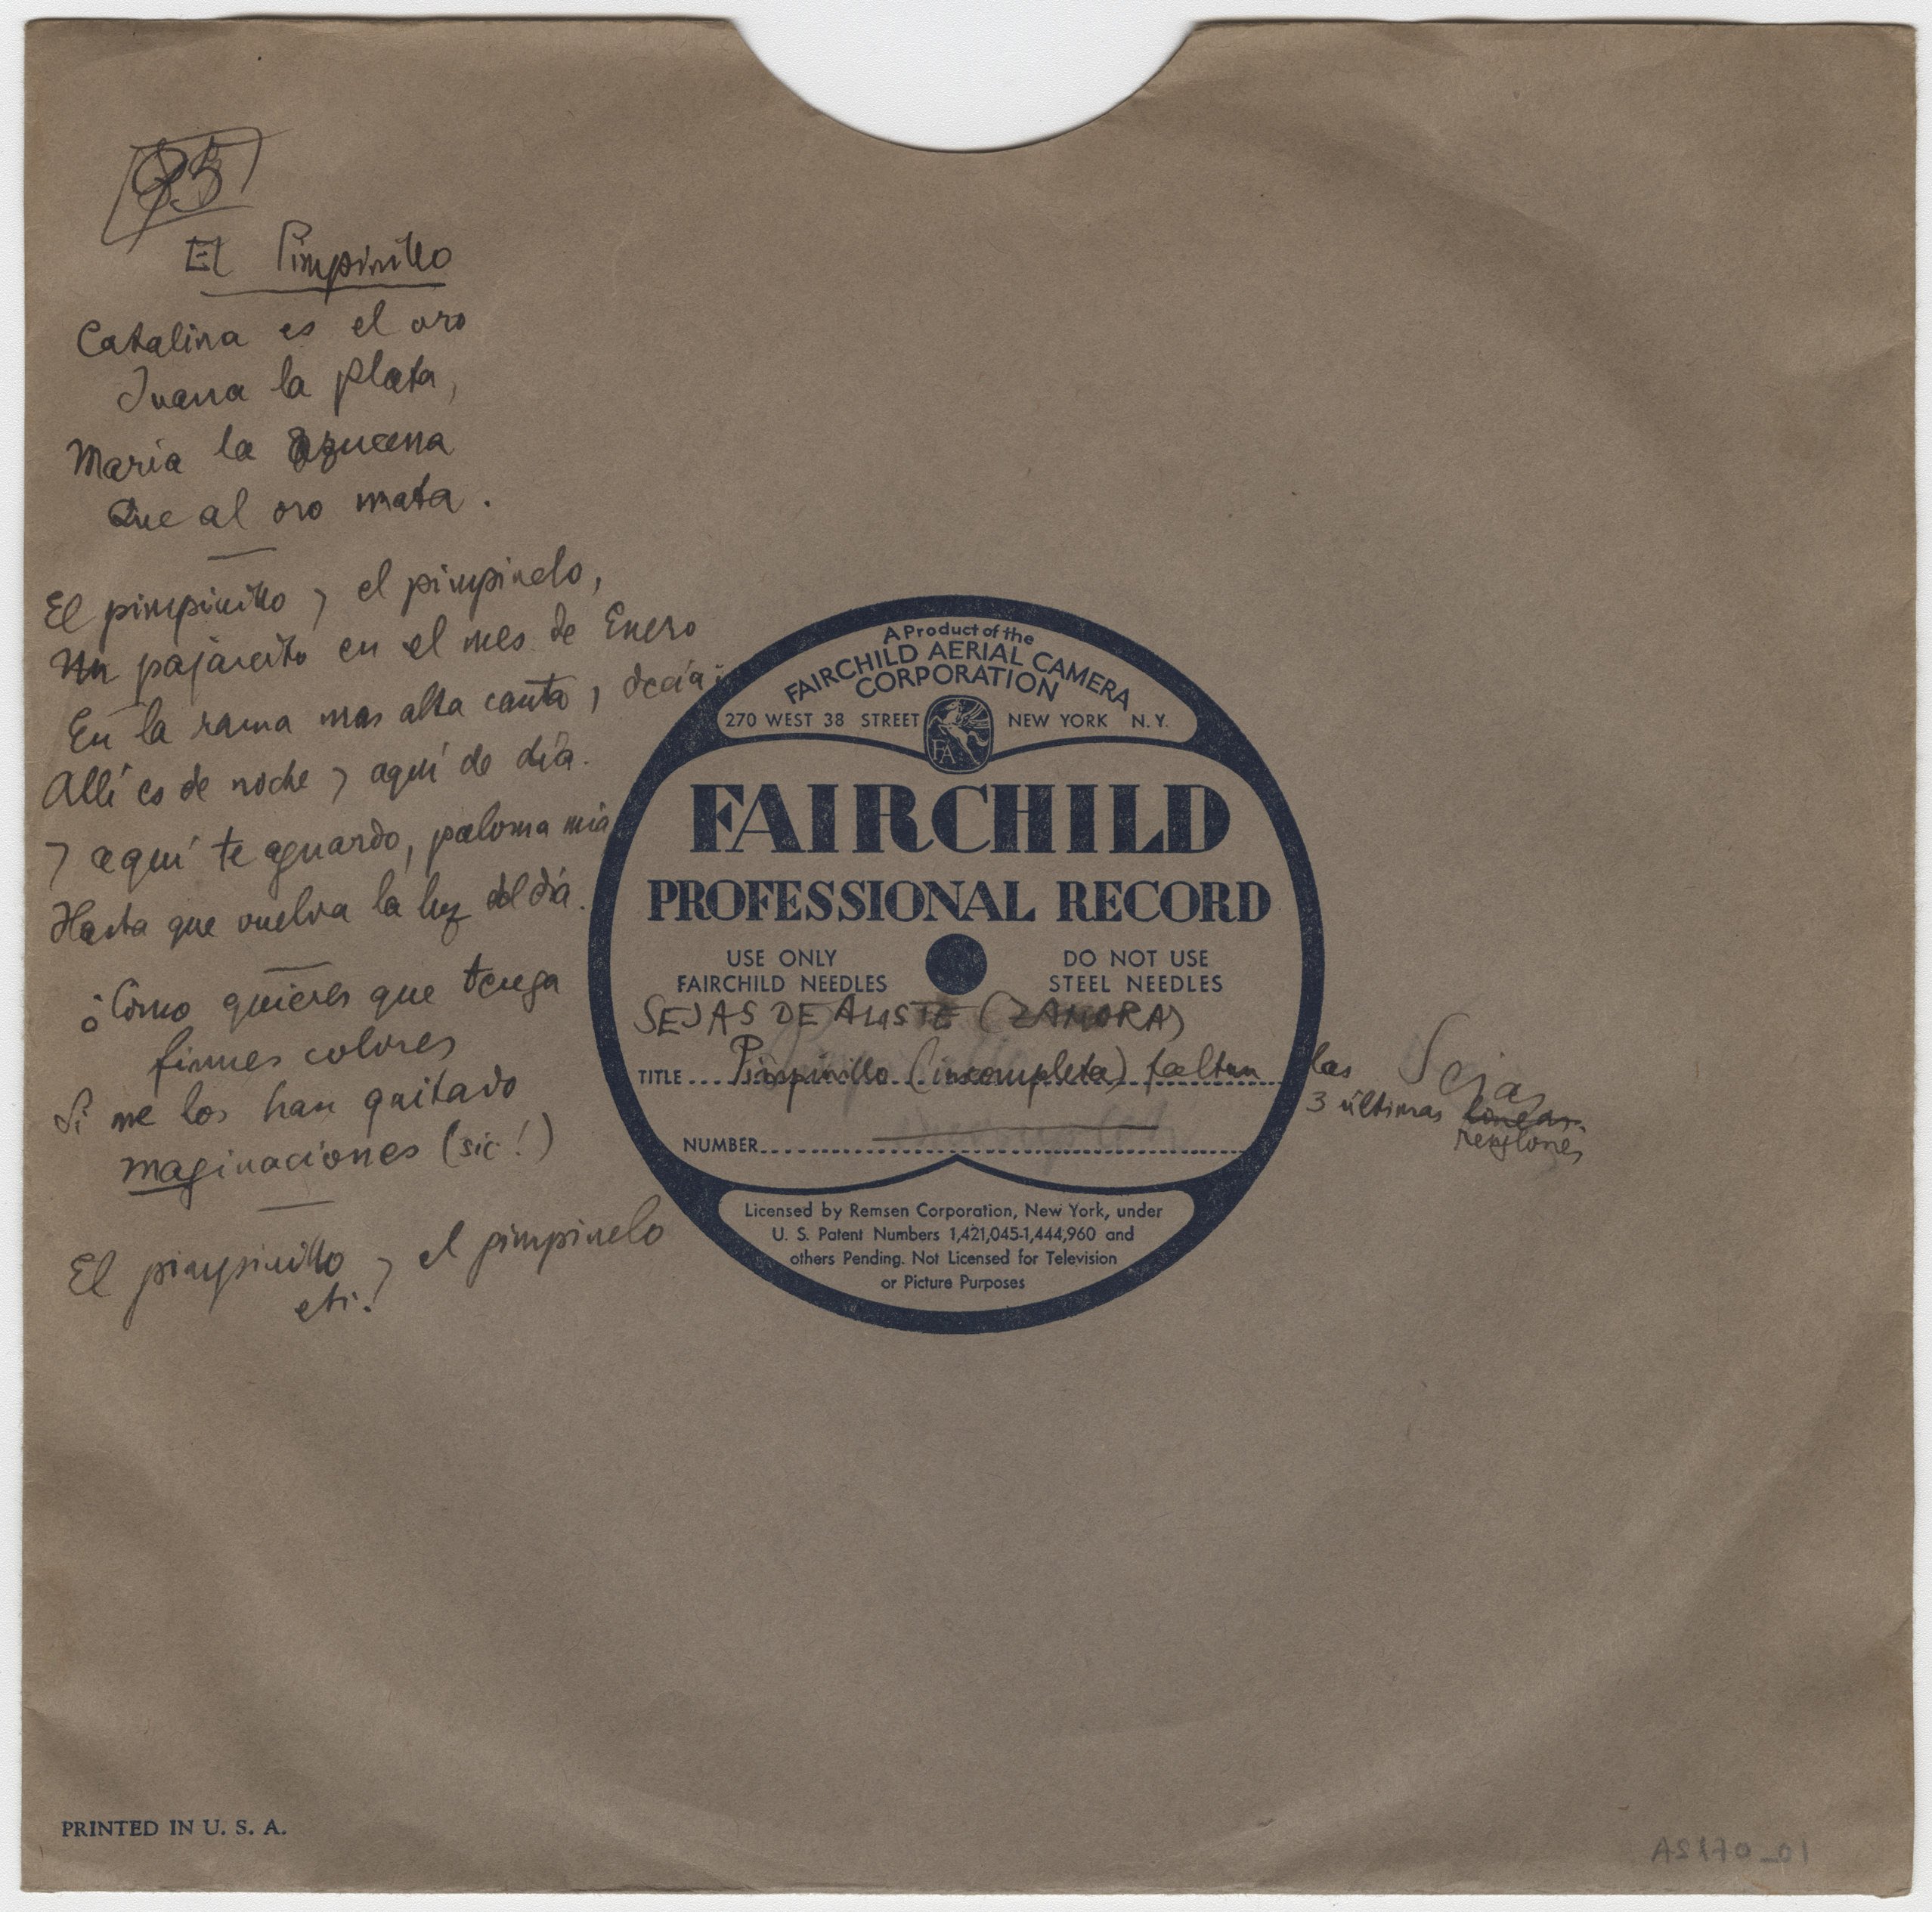 85
El Pimpinillo
Catalina es el oro
Juana la plata,
Maria la azucena
Que al oro mata.
El pimpinillo y el pimpinelo,
Un pajarcito en el mes de Enero
En la rama mas alta canta y decía:
Allí es de noche y aquí de día.
y aquí te aguardo, paloma mía
Hasta que vuelva la luz del día.
¿Cómo quieres que tenga
firmes colores
Si me los han quitado
maginaciones (sic!)
El pimpinillo y el pimpinelo
etc.
A Product of the
FAIRCHILD AERIAL CAMERA
CORPORATION
270 WEST 38 STREET NEW YORK N.Y.
FA
FAIRCHILD
PROFESSIONAL RECORD
USE ONLY
FAIRCHILD NEEDLES
DO NOT USE
STEEL NEEDLES
SEJAS DE ALISTE (ZAMORA)
TITLE Pimpinillo (incompleta) faltan las
3 últimas lineas
renglones
Sejas
NUMBER
Licensed by Remsen Corporation, New York, under
U. S. Patent Numbers 1,421,045-1,444,960 and
others Pending. Not Licensed for Television
or Picture Purposes
PRINTED IN U. S. A.